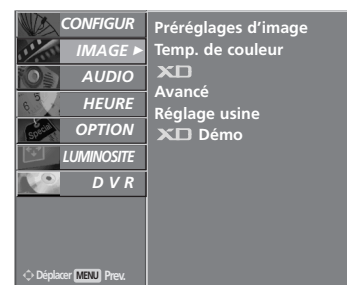 CONFIGUR
IMAGE ►
AUDIO
HEURE
OPTION
LUMINOSITE
D V R
Préréglages d’image
Temp. de couleur
XD
Avancé
Réglage usine
XD Démo
Déplacer MENU Prev.